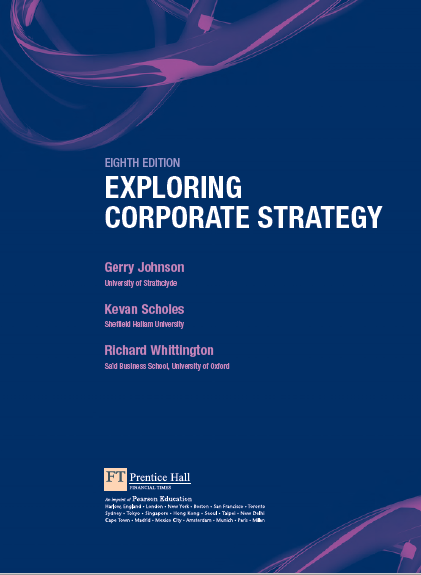 EIGHTH EDITION
EXPLORING
CORPORATE STRATEGY
Gerry Johnson
University of Strathclyde
Kevan Scholes
Sheffield Hallam University
Richard Whittington
Saïd Business School, University of Oxford
FT Prentice Hall
FINANCIAL TIMES
An imprint of Pearson Education
Harlow, England • London • New York • Boston • San Francisco • Toronto
Sydney • Tokyo • Singapore • Hong Kong • Seoul • Taipei • New Delhi
Cape Town • Madrid • Mexico City • Amsterdam • Munich • Paris • Milan